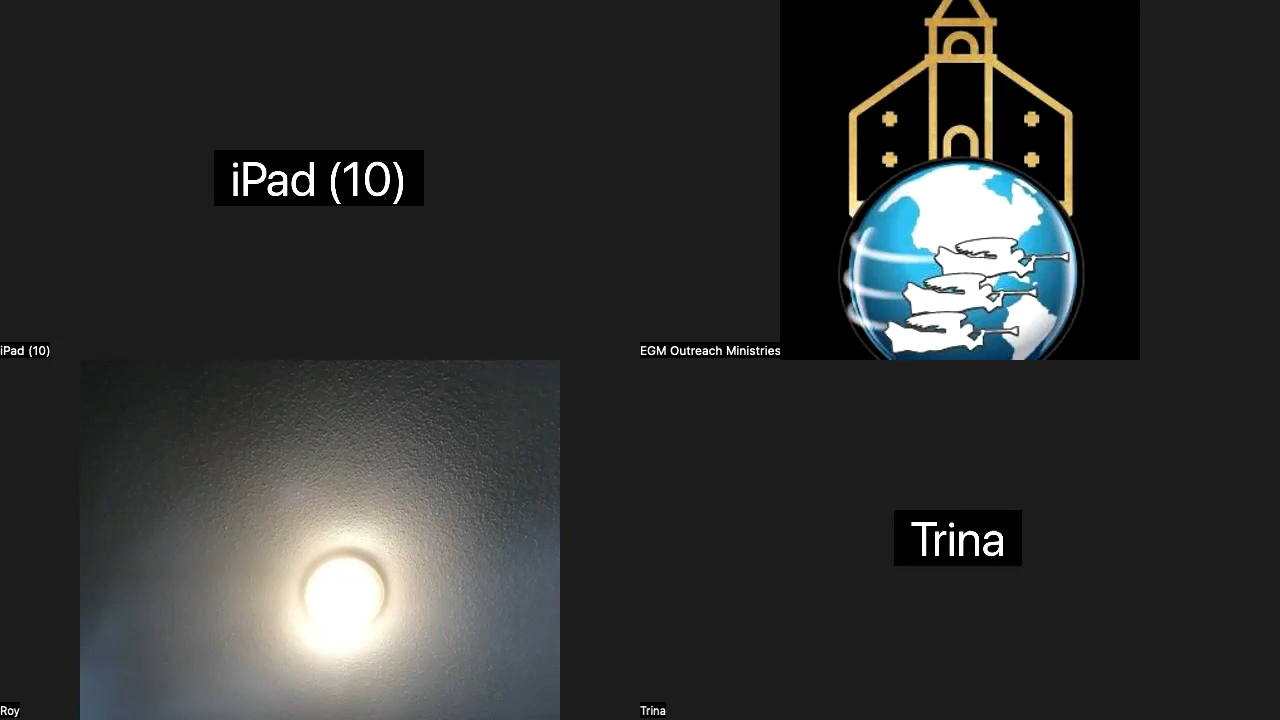 iPad (10)
iPad (10)
EGM Outreach Ministries
Trina
Roy
Trina